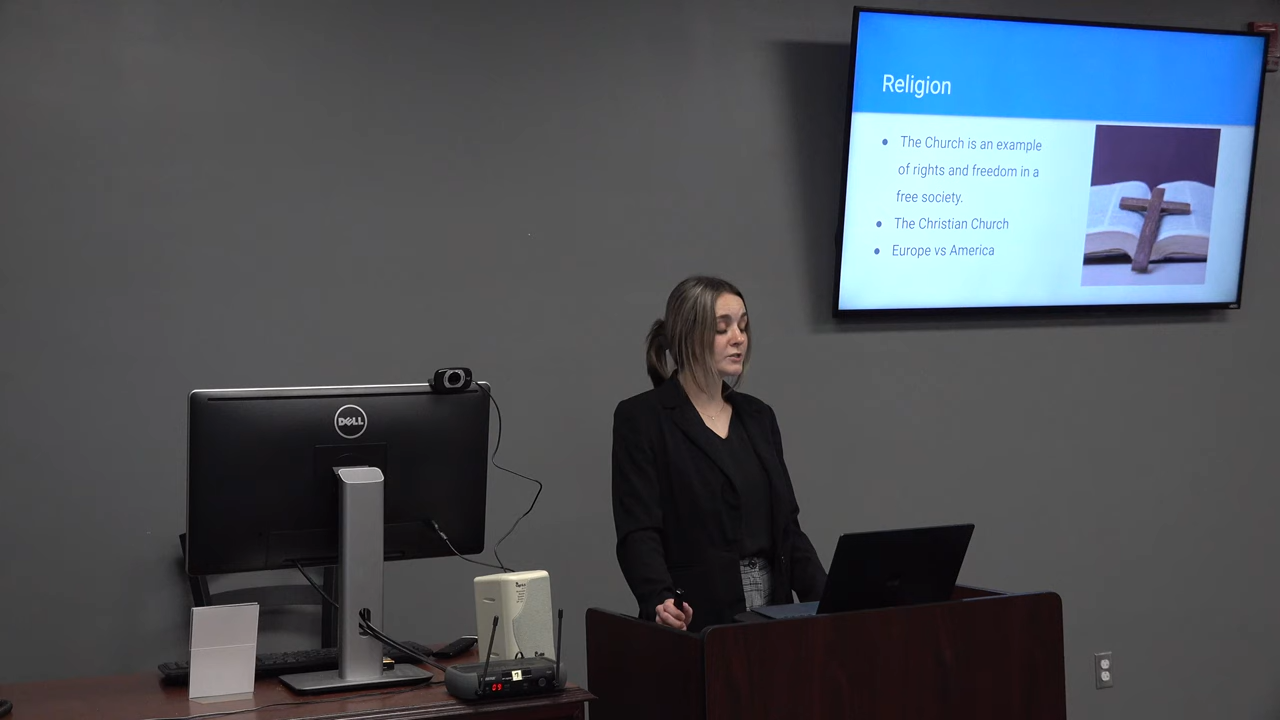 Religion
The Church is an example
of rights and freedom in a
free society.
The Christian Church
Europe vs America
DELL
09